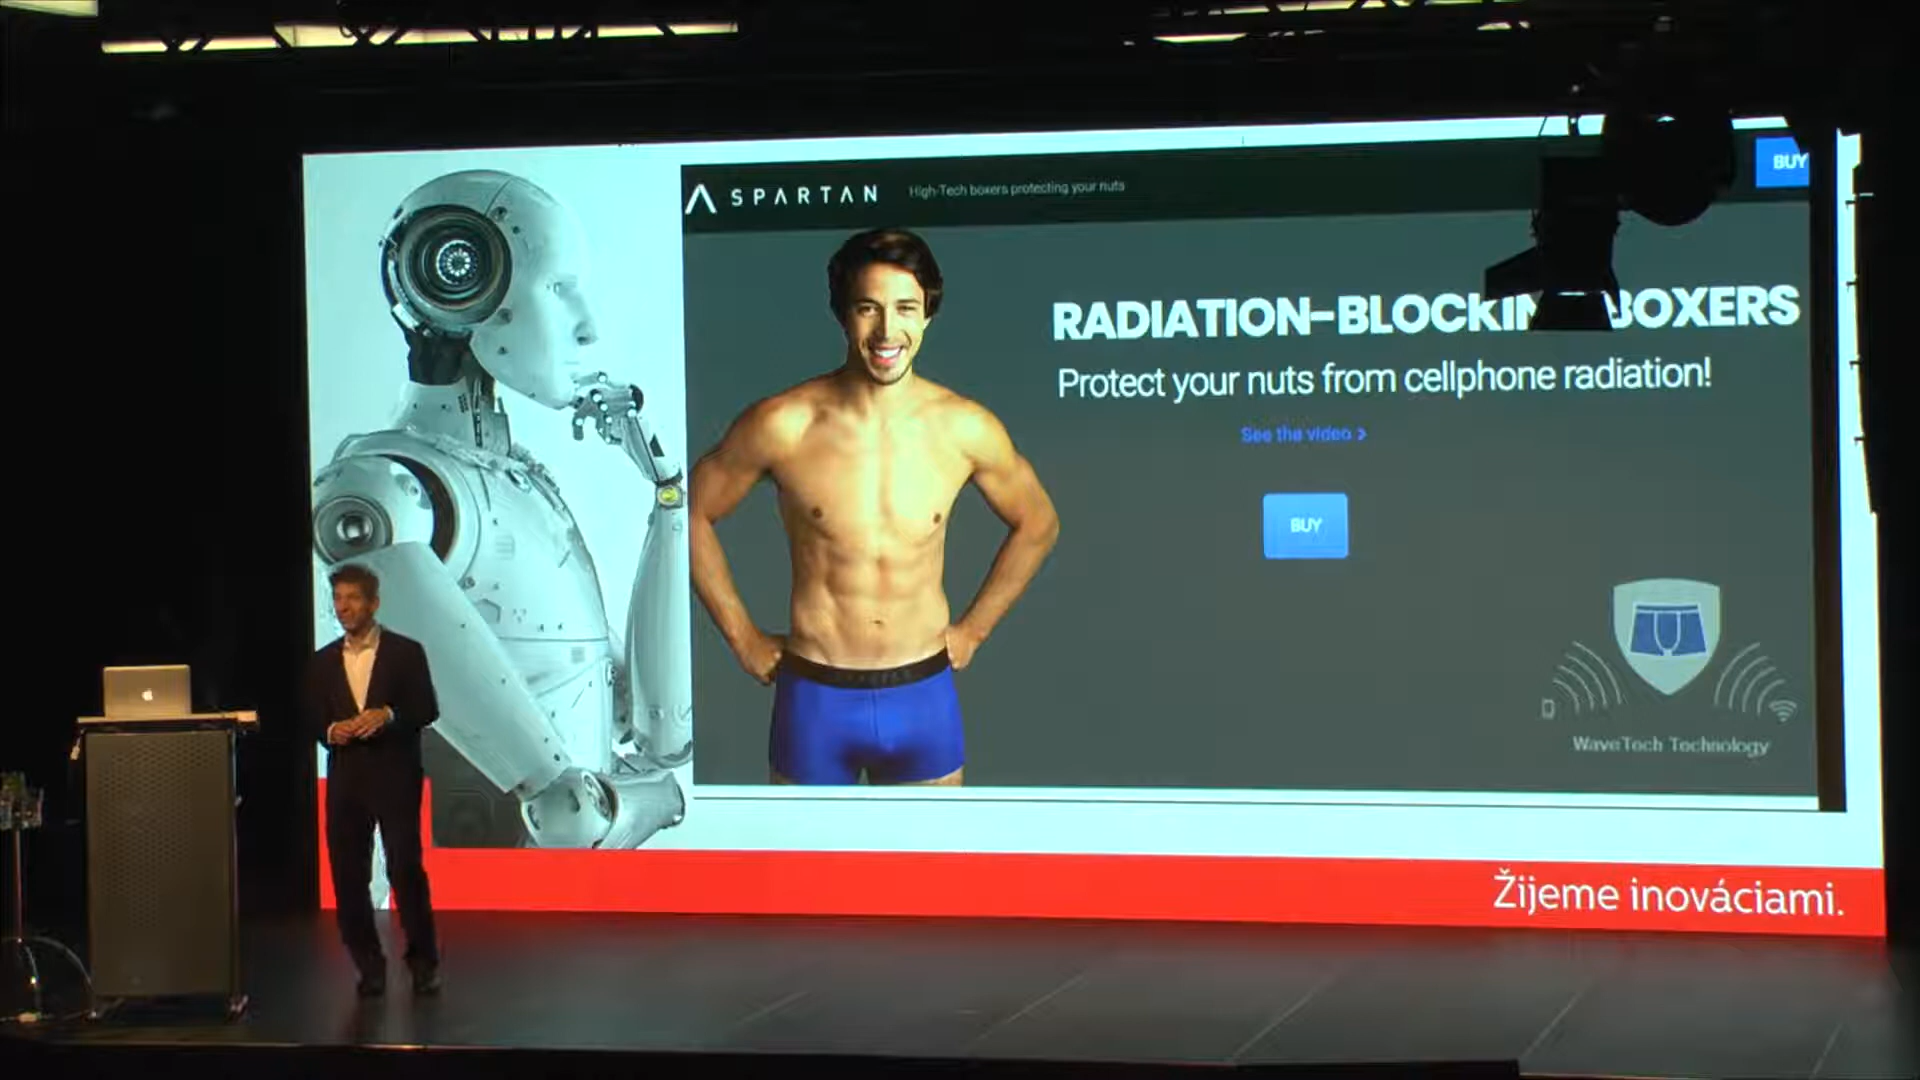 SPARTAN
High-Tech boxers protecting your nuts
BUY
RADIATION-BLOCKIN BOXERS
Protect your nuts from cellphone radiation!
See the video >
BUY
WaveTech Technology
Žijeme inováciami.